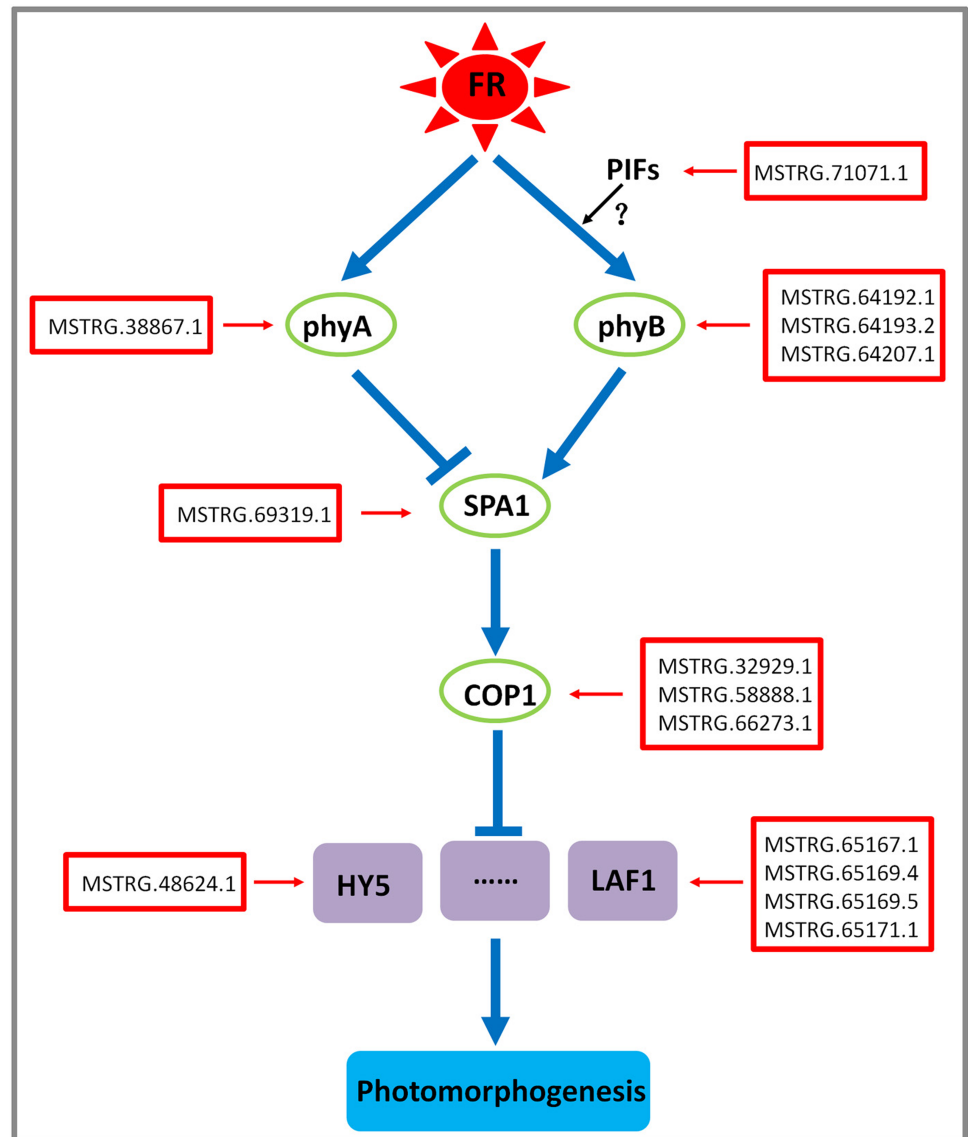 FR
PIFs
MSTRG.71071.1
?
MSTRG.38867.1
phyA
phyB
MSTRG.64192.1
MSTRG.64193.2
MSTRG.64207.1
MSTRG.69319.1
SPA1
COP1
MSTRG.32929.1
MSTRG.58888.1
MSTRG.66273.1
MSTRG.48624.1
HY5
......
LAF1
MSTRG.65167.1
MSTRG.65169.4
MSTRG.65169.5
MSTRG.65171.1
Photomorphogenesis